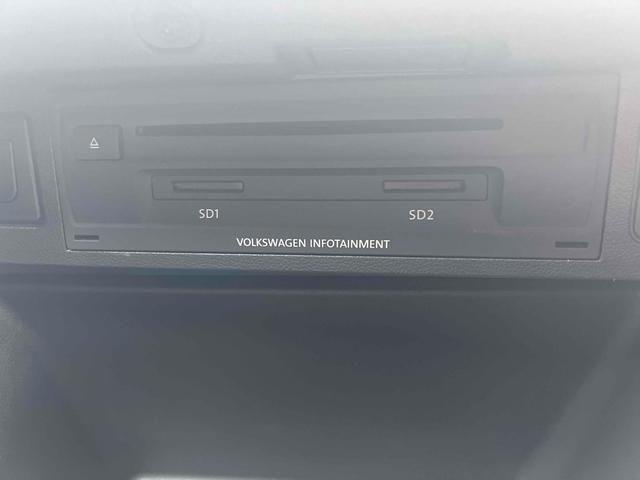 SD1 SD2
VOLKSWAGEN INFOTAINMENT